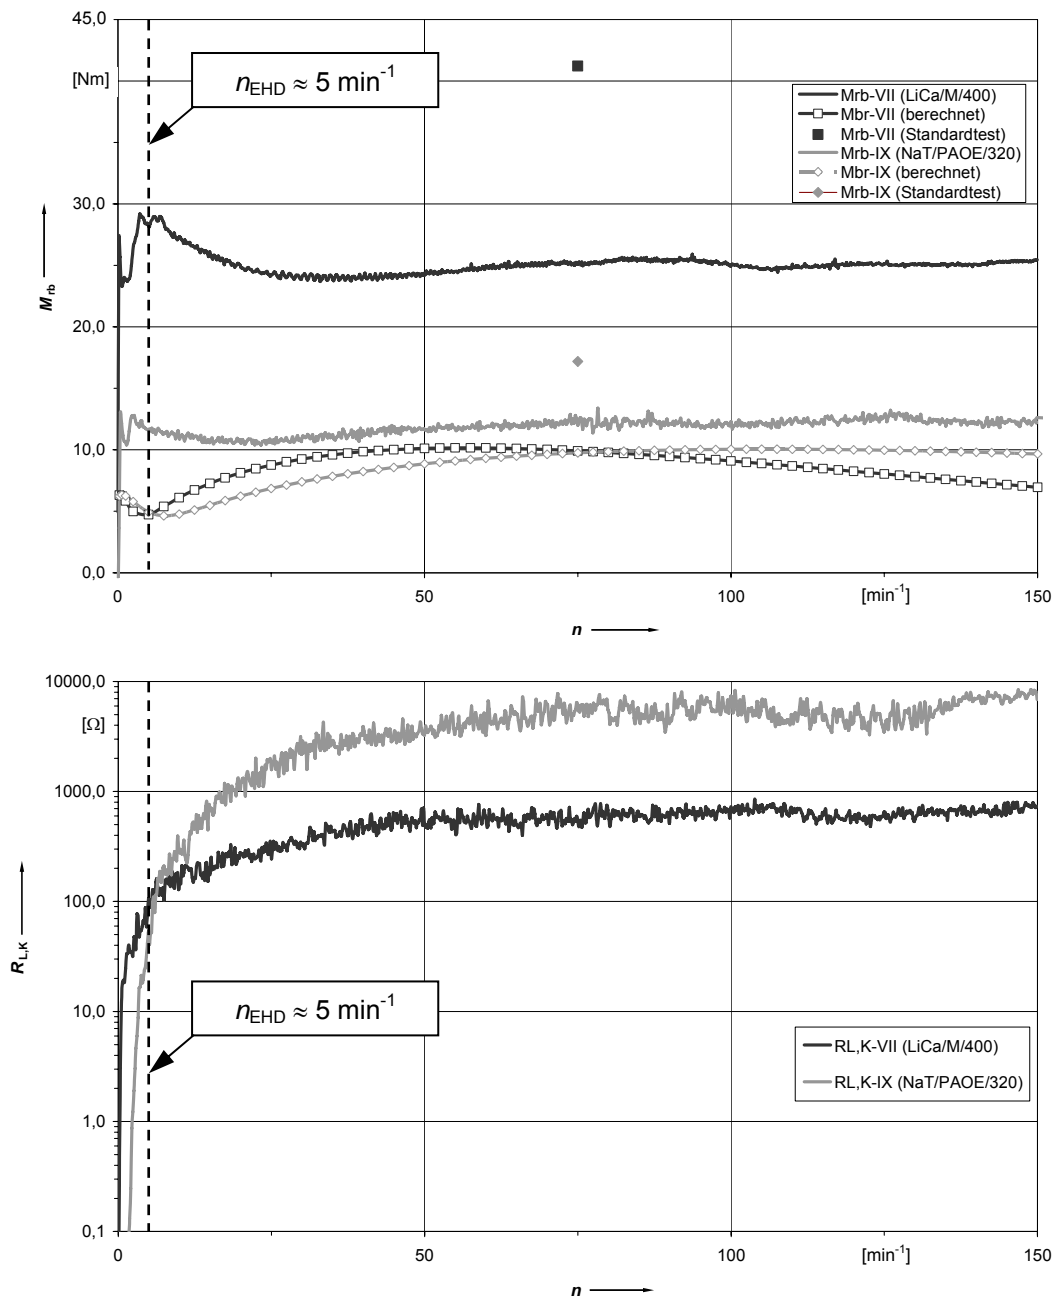 45,0
[Nm]
n_EHD ≈ 5 min⁻¹
Mrb-VII (LiCa/M/400)
Mbr-VII (berechnet)
Mrb-VII (Standardtest)
Mrb-IX (NaT/PAOE/320)
Mbr-IX (berechnet)
Mrb-IX (Standardtest)
30,0
M_rb
20,0
10,0
0,0
0 50 100 [min⁻¹] 150
n
10000,0
[Ω]
1000,0
100,0
R_L,K
n_EHD ≈ 5 min⁻¹
10,0
RL,K-VII (LiCa/M/400)
RL,K-IX (NaT/PAOE/320)
1,0
0,1
0 50 100 [min⁻¹] 150
n